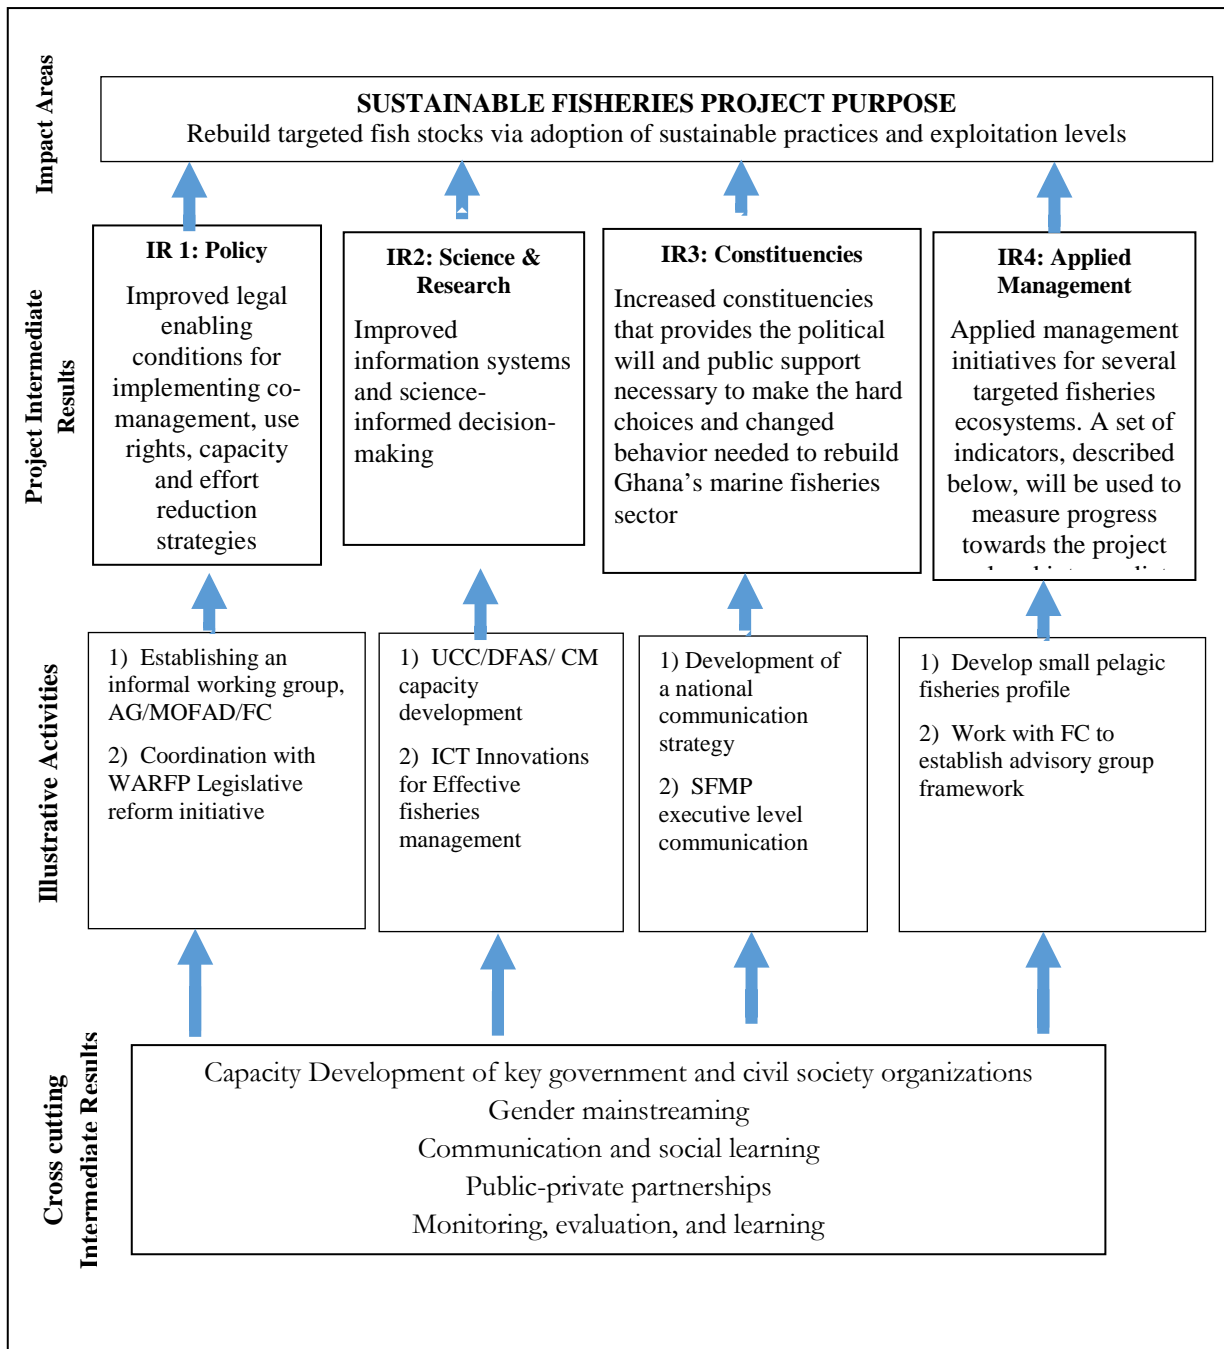 Impact Areas
SUSTAINABLE FISHERIES PROJECT PURPOSE
Rebuild targeted fish stocks via adoption of sustainable practices and exploitation levels
Project Intermediate
Results
IR 1: Policy
Improved legal
enabling
conditions for
implementing co-
management, use
rights, capacity
and effort
reduction
strategies
IR2: Science &
Research
Improved
information systems
and science-
informed decision-
making
IR3: Constituencies
Increased constituencies
that provides the political
will and public support
necessary to make the hard
choices and changed
behavior needed to rebuild
Ghana’s marine fisheries
sector
IR4: Applied
Management
Applied management
initiatives for several
targeted fisheries
ecosystems. A set of
indicators, described
below, will be used to
measure progress
towards the project
Illustrative Activities
1) Establishing an
informal working group,
AG/MOFAD/FC
2) Coordination with
WARFP Legislative
reform initiative
1) UCC/DFAS/ CM
capacity
development
2) ICT Innovations
for Effective
fisheries
management
1) Development of
a national
communication
strategy
2) SFMP
executive level
communication
1) Develop small pelagic
fisheries profile
2) Work with FC to
establish advisory group
framework
Cross cutting
Intermediate Results
Capacity Development of key government and civil society organizations
Gender mainstreaming
Communication and social learning
Public-private partnerships
Monitoring, evaluation, and learning